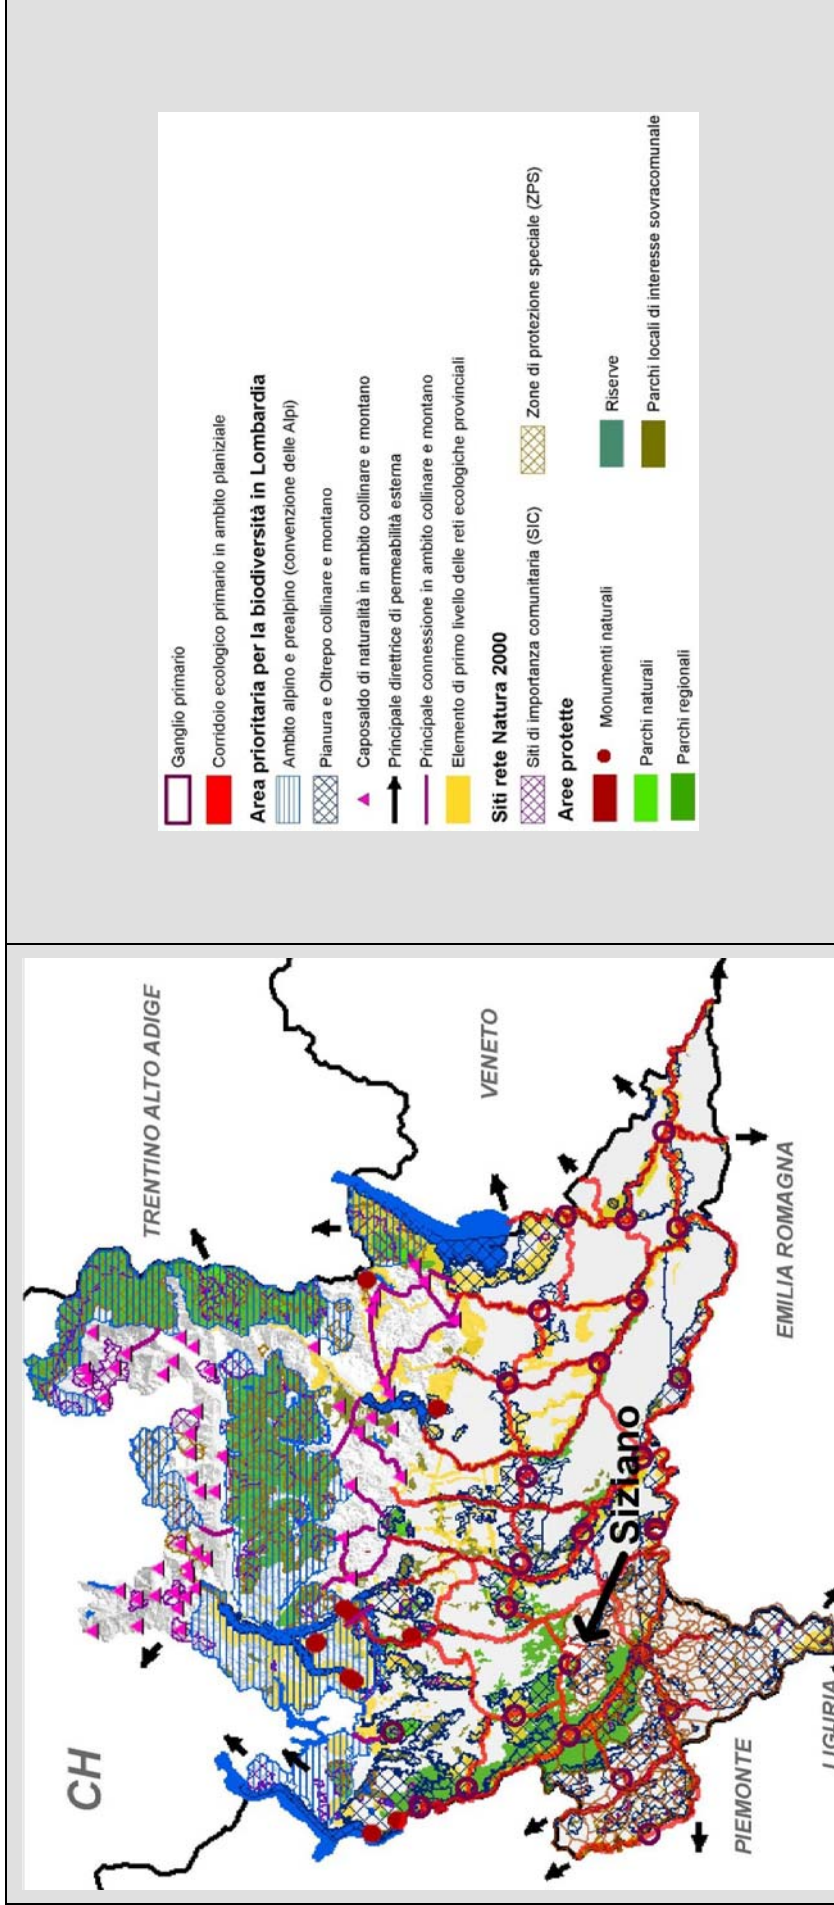 Ganglio primario
Corridoio ecologico primario in ambito planiziale
Area prioritaria per la biodiversità in Lombardia
Ambito alpino e prealpino (convenzione delle Alpi)
Pianura e Oltrepo collinare e montano
Caposaldo di naturalità in ambito collinare e montano
Principale direttrice di permeabilità esterna
Principale connessione in ambito collinare e montano
Elemento di primo livello delle reti ecologiche provinciali
Siti rete Natura 2000
Siti di importanza comunitaria (SIC)
Zone di protezione speciale (ZPS)
Aree protette
Monumenti naturali
Riserve
Parchi naturali
Parchi locali di interesse sovracomunale
Parchi regionali
CH
TRENTINO ALTO ADIGE
VENETO
Siziano
PIEMONTE
EMILIA ROMAGNA
LIGURIA